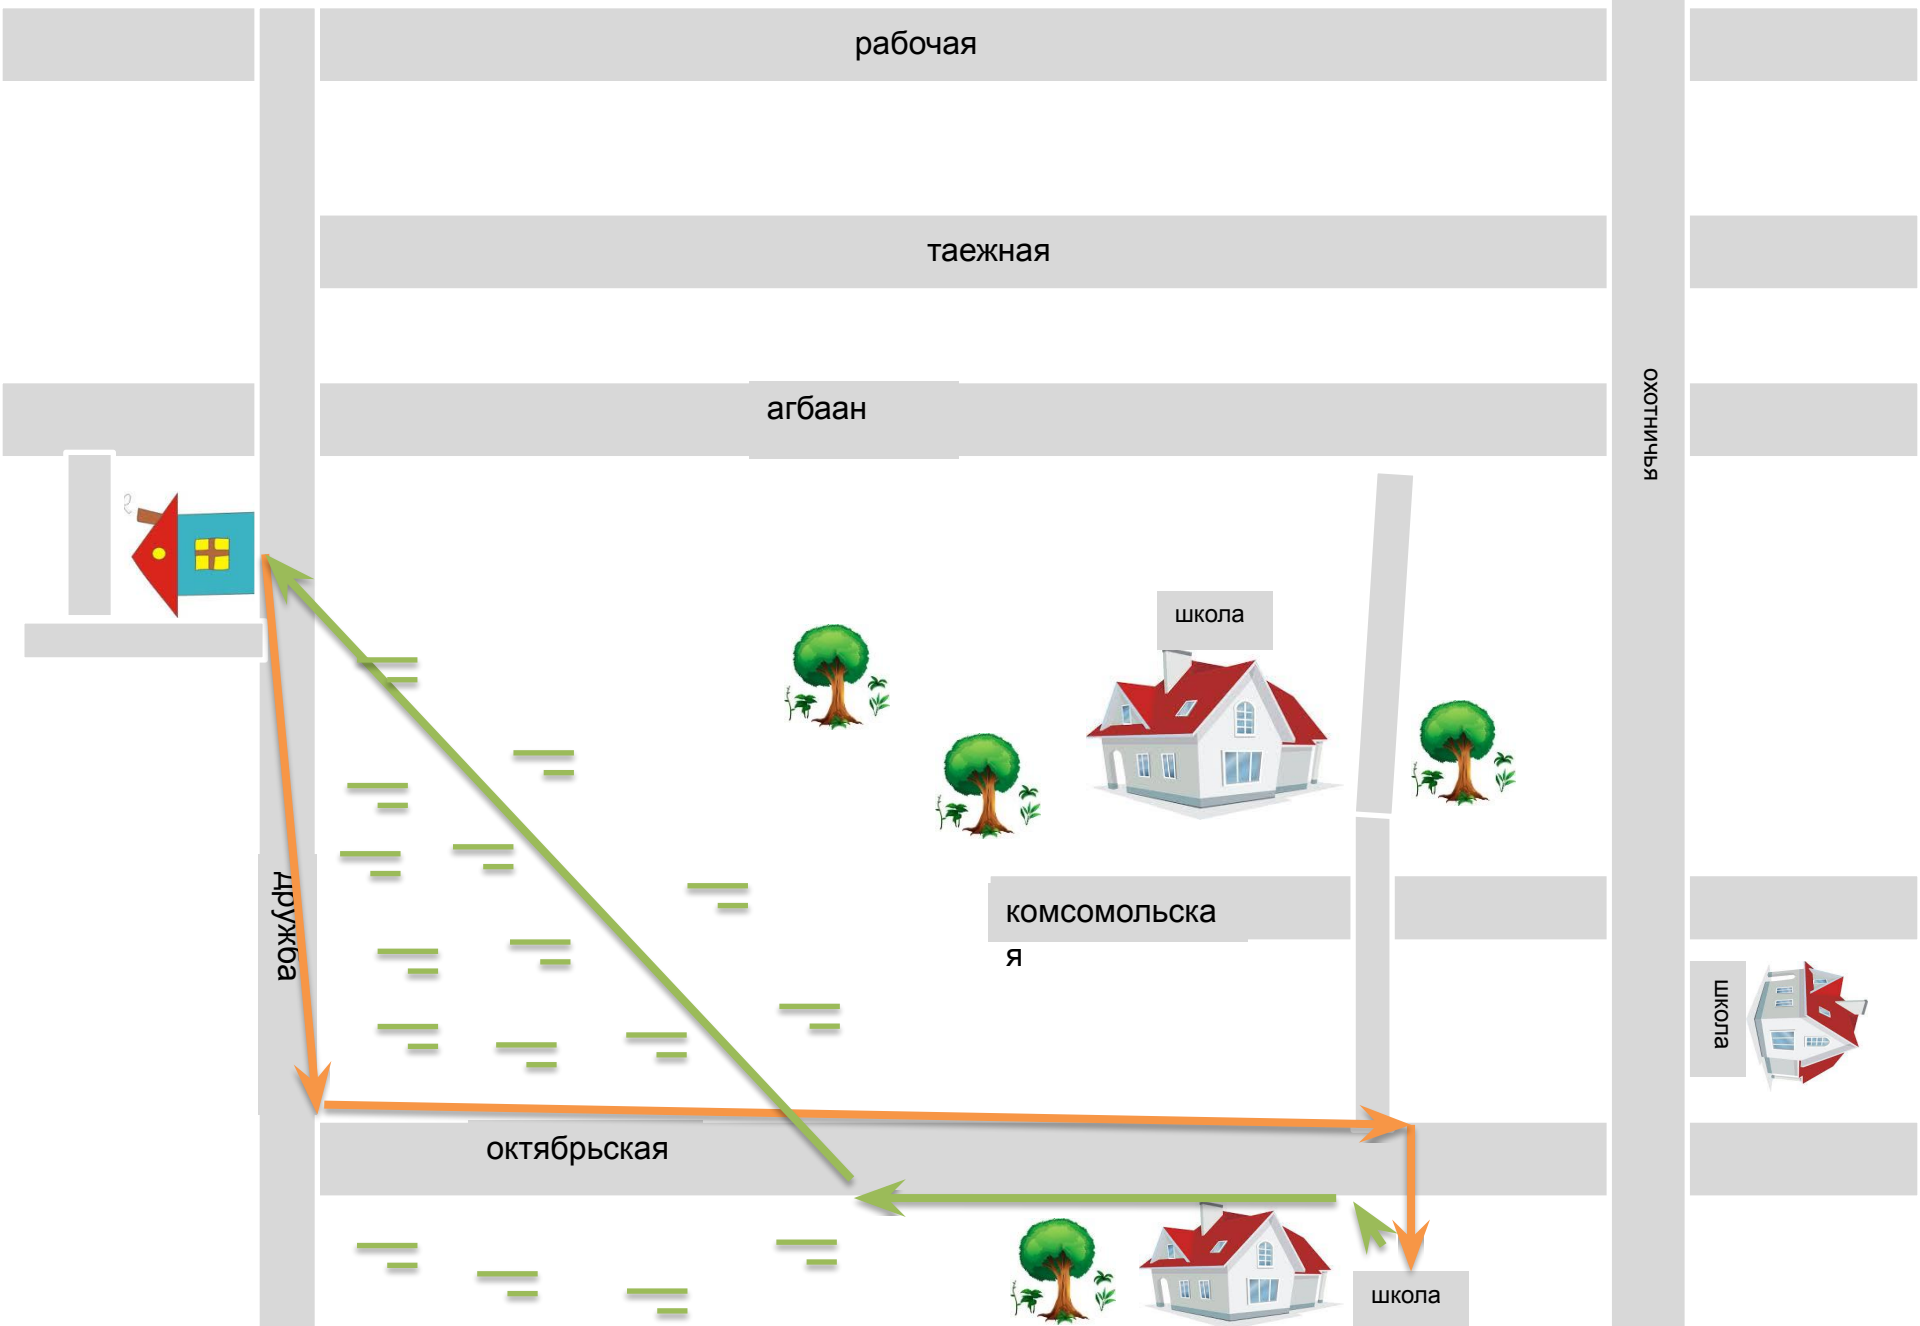 рабочая
таежная
агбаан
охотничья
школа
дружба
комсомольска
я
школа
октябрьская
школа